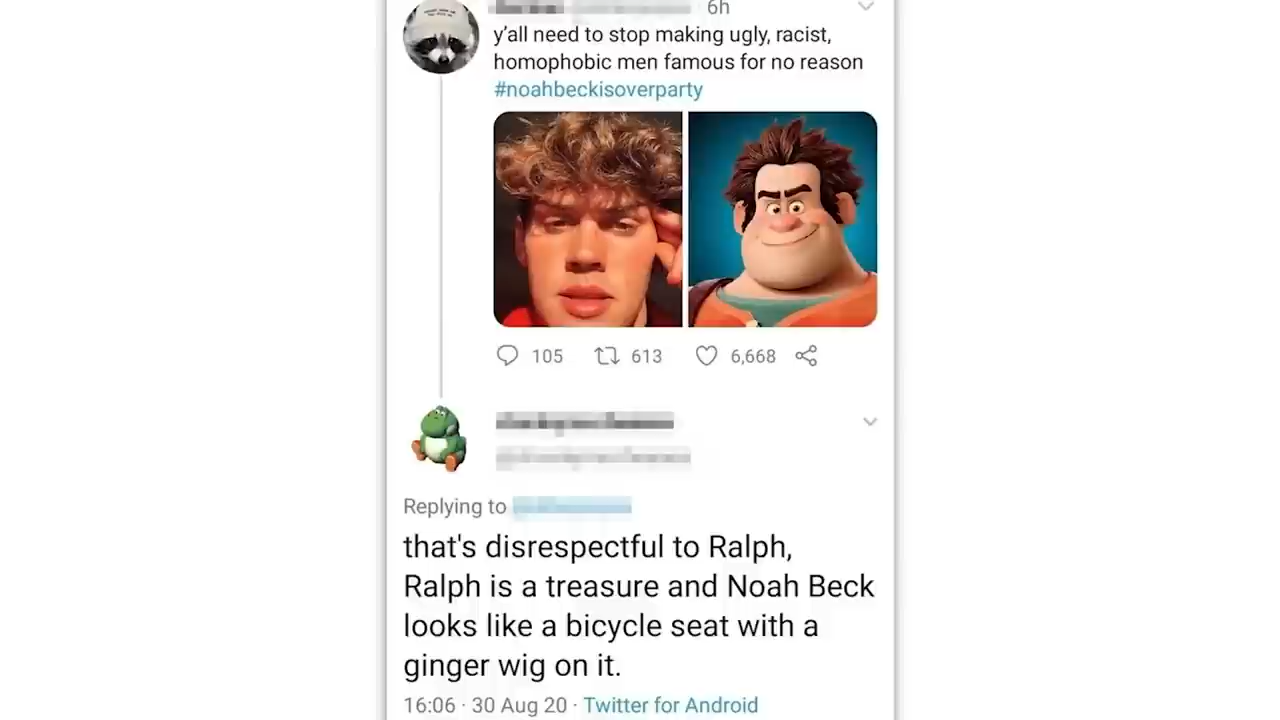 6h
y'all need to stop making ugly, racist,
homophobic men famous for no reason
#noahbeckisoverparty
105 613 6,668
Replying to
that's disrespectful to Ralph,
Ralph is a treasure and Noah Beck
looks like a bicycle seat with a
ginger wig on it.
16:06 · 30 Aug 20 · Twitter for Android